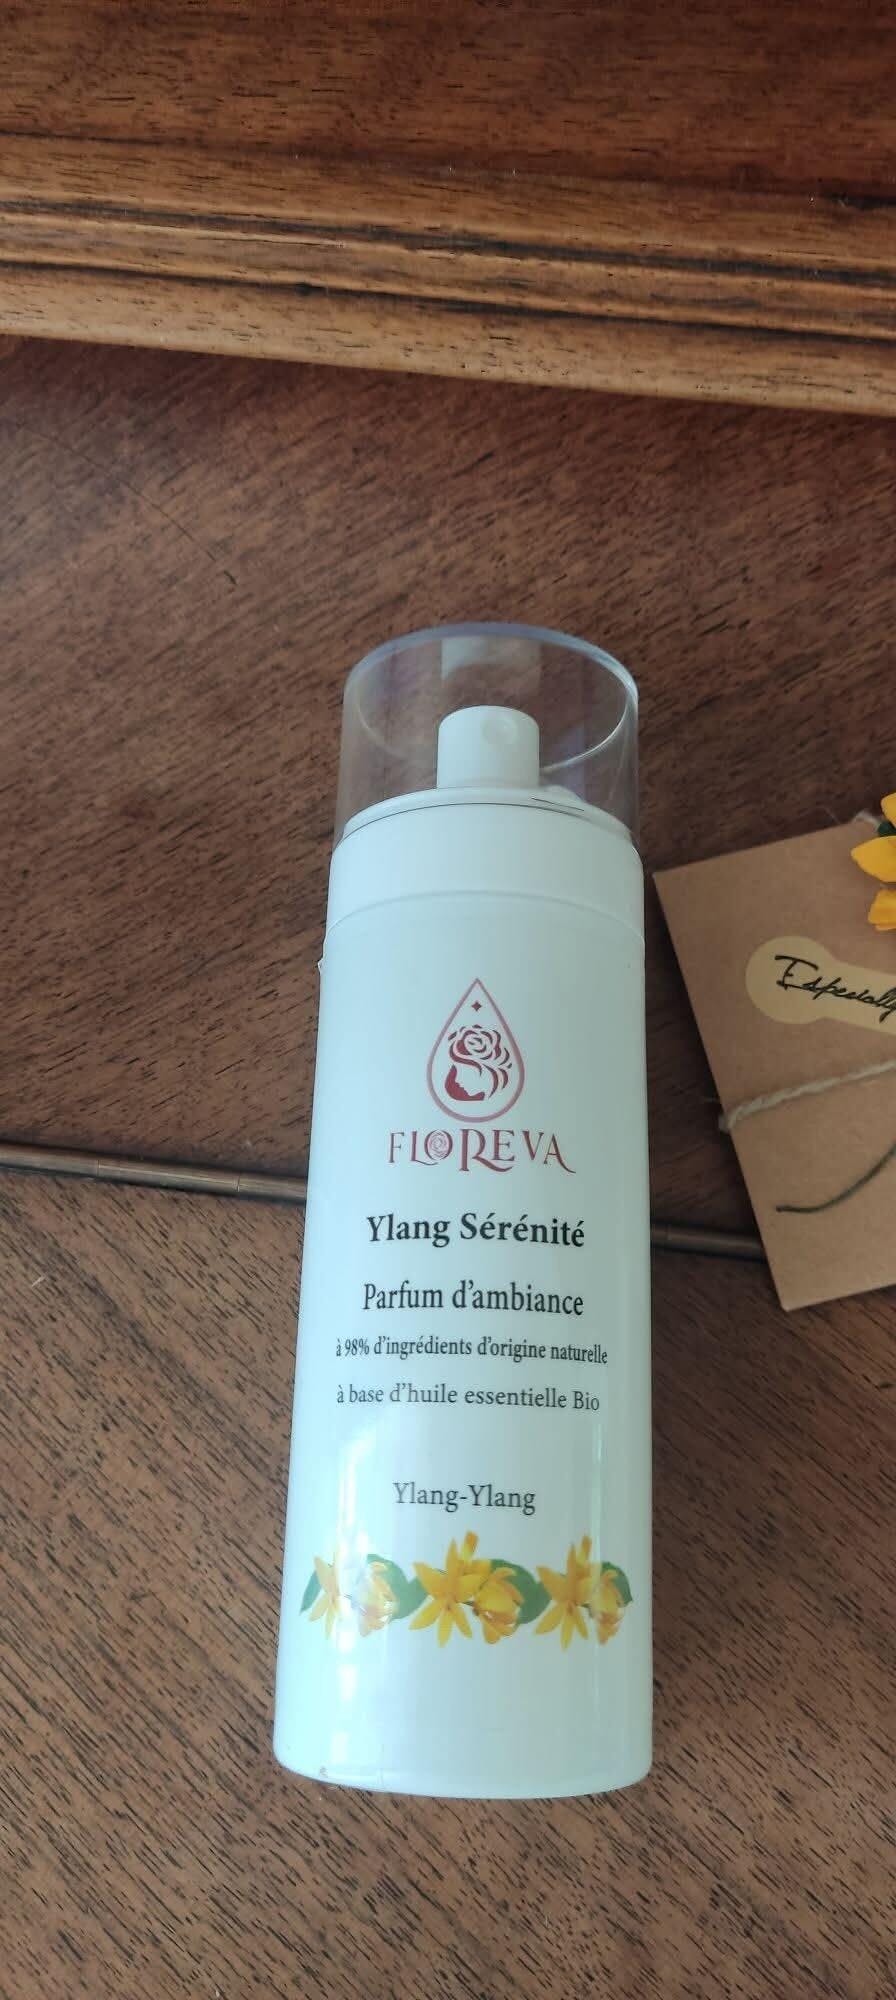 FLOREVA
Ylang Sérénité
Parfum d'ambiance
à 98% d'ingrédients d'origine naturelle
à base d'huile essentielle Bio
Ylang-Ylang
Especially